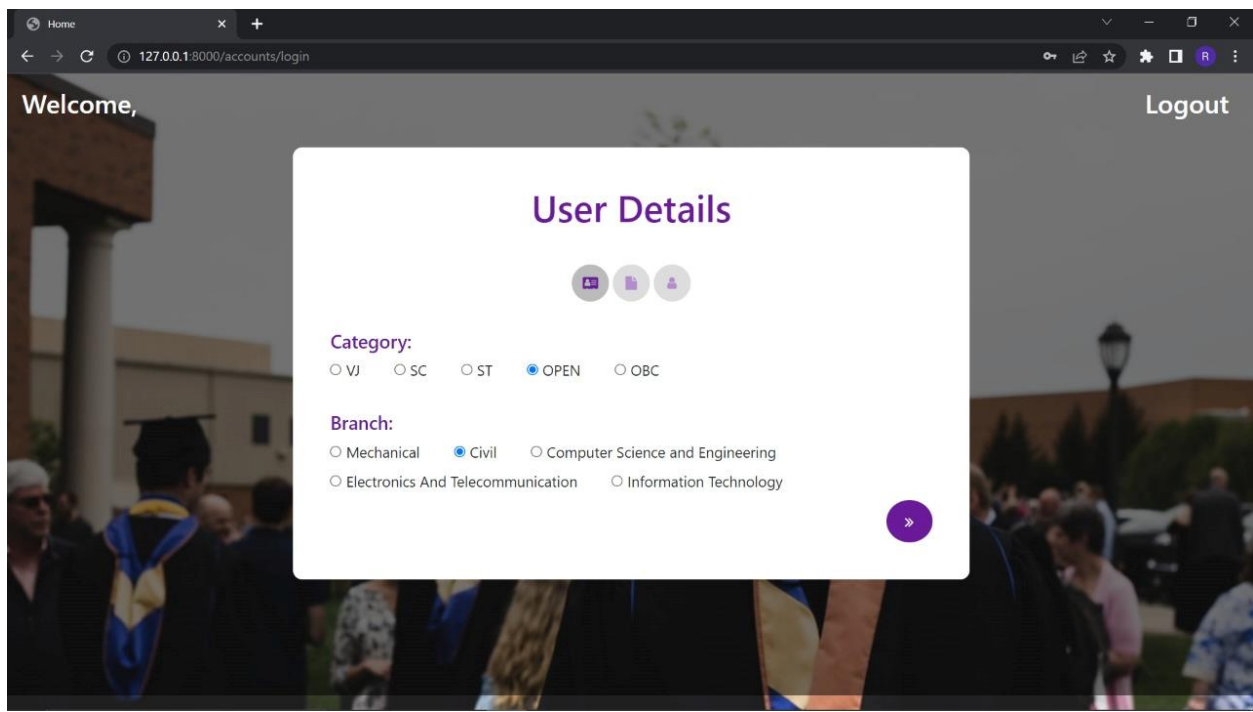 Home
127.0.0.1:8000/accounts/login
R
Welcome,
Logout
User Details
Category:
VJ SC ST OPEN OBC
Branch:
Mechanical Civil Computer Science and Engineering
Electronics And Telecommunication Information Technology